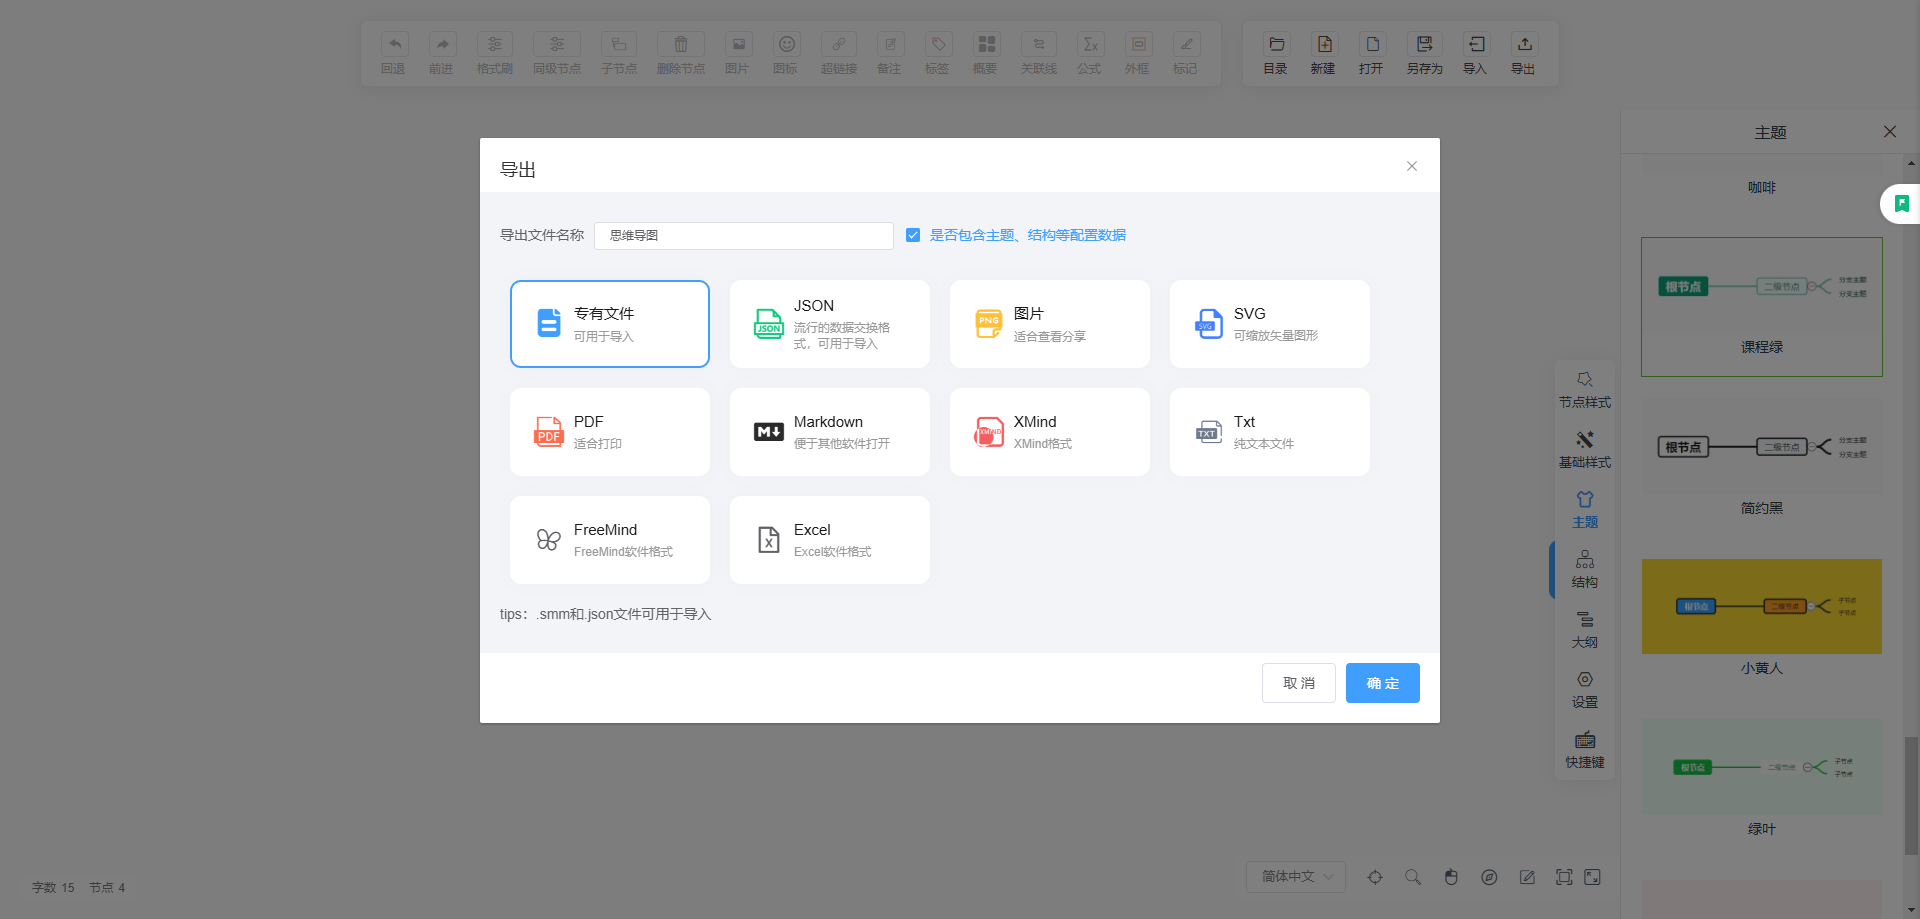 回退 前进 格式刷 同级节点 子节点 删除节点 图片 图标 超链接 备注 标签 概要 关联线 公式 外框 标记
目录 新建 打开 另存为 导入 导出
导出
导出文件名称 思维导图 是否包含主题、结构等配置数据
专有文件
可用于导入
JSON
流行的数据交换格
式，可用于导入
JSON
图片
适合查看分享
PNG
SVG
可缩放矢量图形
SVG
PDF
适合打印
PDF
Markdown
便于其他软件打开
M
XMind
XMind格式
XMIND
Txt
纯文本文件
TXT
FreeMind
FreeMind软件格式
Excel
Excel软件格式
X
tips：.smm和.json文件可用于导入
取 消 确 定
节点样式
基础样式
主题
结构
大纲
设置
快捷键
主题
咖啡
根节点 二级节点 分支主题
分支主题
课程绿
根节点 二级节点 分支主题
分支主题
简约黑
根节点 二级节点 子节点
子节点
小黄人
根节点 二级节点 子节点
子节点
绿叶
字数 15 节点 4
简体中文